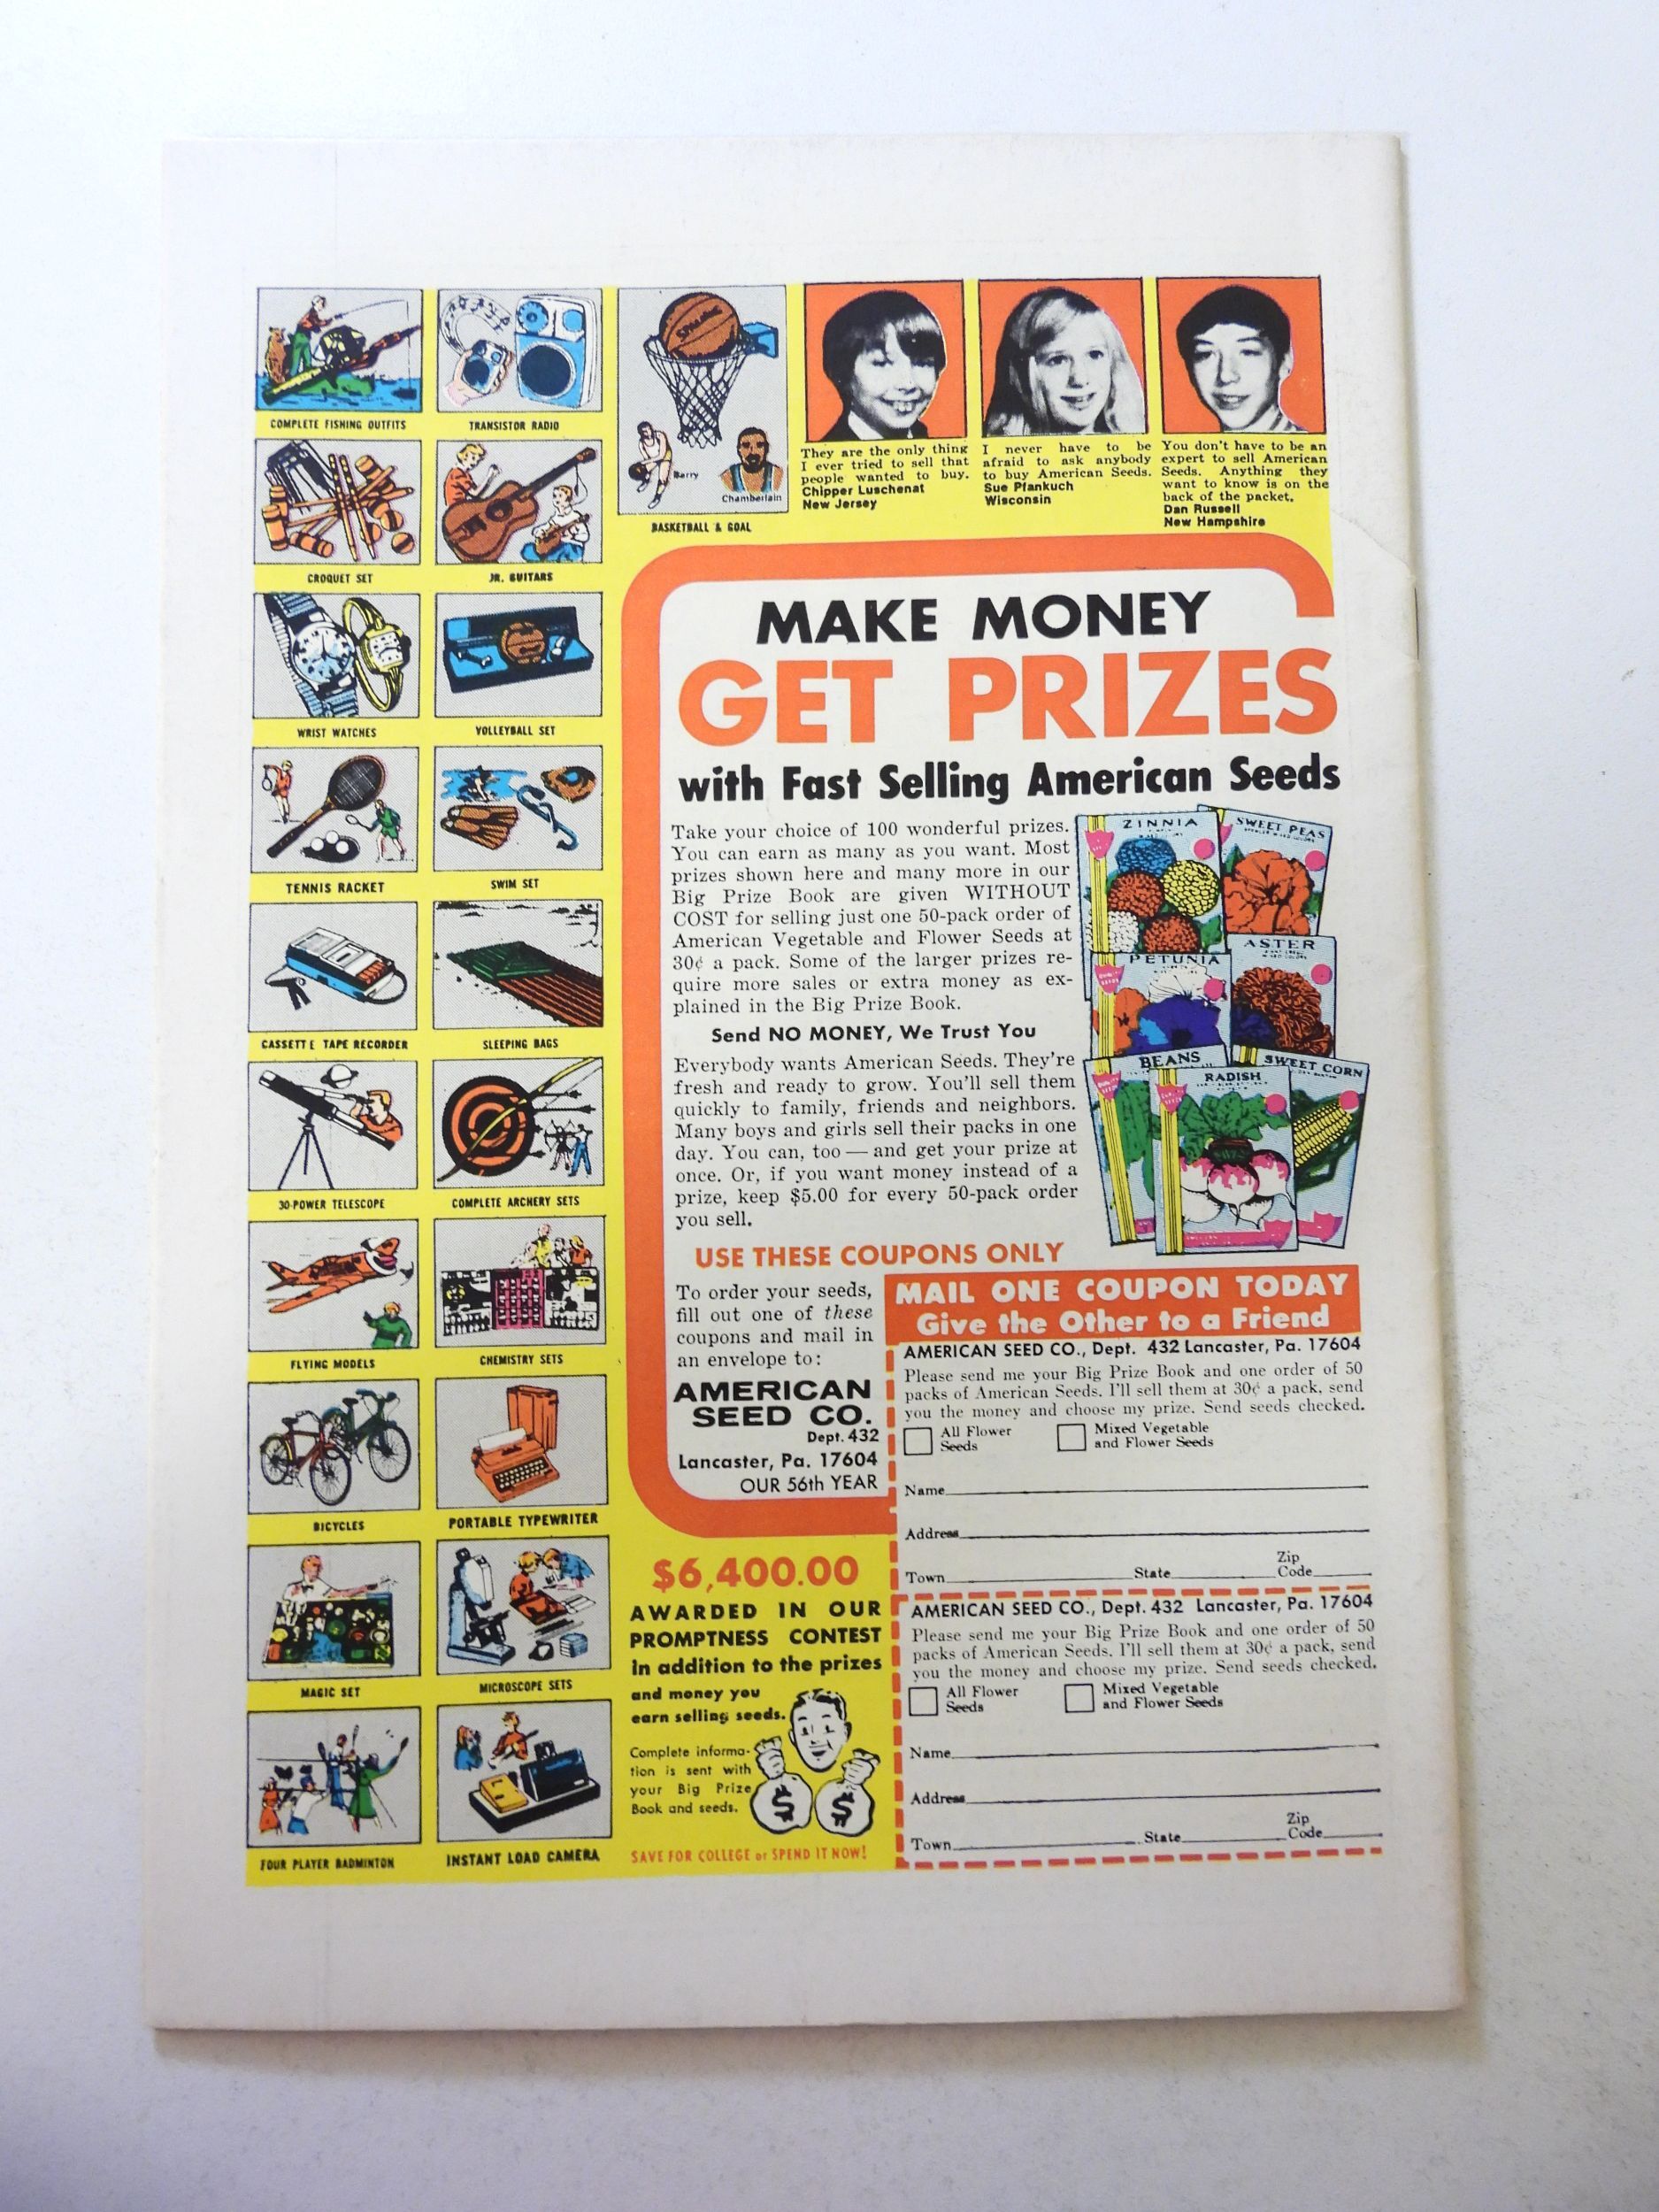 COMPLETE FISHING OUTFITS
TRANSISTOR RADIO
CROQUET SET
JR. GUITARS
WRIST WATCHES
VOLLEYBALL SET
TENNIS RACKET
SWIM SET
CASSETTE TAPE RECORDER
SLEEPING BAGS
30-POWER TELESCOPE
COMPLETE ARCHERY SETS
FLYING MODELS
CHEMISTRY SETS
BICYCLES
PORTABLE TYPEWRITER
MAGIC SET
MICROSCOPE SETS
FOUR PLAYER BADMINTON
INSTANT LOAD CAMERA
SPALDING
Barry
Chamberlain
BASKETBALL & GOAL
They are the only thing
I ever tried to sell that
people wanted to buy.
Chipper Luschenat
New Jersey
I never have to be
afraid to ask anybody
to buy American Seeds.
Sue Pfankuch
Wisconsin
You don't have to be an
expert to sell American
Seeds. Anything they
want to know is on the
back of the packet.
Dan Russell
New Hampshire
MAKE MONEY
GET PRIZES
with Fast Selling American Seeds
Take your choice of 100 wonderful prizes.
You can earn as many as you want. Most
prizes shown here and many more in our
Big Prize Book are given WITHOUT
COST for selling just one 50-pack order of
American Vegetable and Flower Seeds at
30¢ a pack. Some of the larger prizes re-
quire more sales or extra money as ex-
plained in the Big Prize Book.
Send NO MONEY, We Trust You
Everybody wants American Seeds. They're
fresh and ready to grow. You'll sell them
quickly to family, friends and neighbors.
Many boys and girls sell their packs in one
day. You can, too — and get your prize at
once. Or, if you want money instead of a
prize, keep $5.00 for every 50-pack order
you sell.
ZINNIA
SWEET PEAS
ASTER
PETUNIA
BEANS
RADISH
SWEET CORN
USE THESE COUPONS ONLY
To order your seeds,
fill out one of these
coupons and mail in
an envelope to:
AMERICAN
SEED CO.
Dept. 432
Lancaster, Pa. 17604
OUR 56th YEAR
MAIL ONE COUPON TODAY
Give the Other to a Friend
AMERICAN SEED CO., Dept. 432 Lancaster, Pa. 17604
Please send me your Big Prize Book and one order of 50
packs of American Seeds. I'll sell them at 30¢ a pack, send
you the money and choose my prize. Send seeds checked.
All Flower
Seeds
Mixed Vegetable
and Flower Seeds
Name
Address
Town State Zip Code
AMERICAN SEED CO., Dept. 432 Lancaster, Pa. 17604
Please send me your Big Prize Book and one order of 50
packs of American Seeds. I'll sell them at 30¢ a pack, send
you the money and choose my prize. Send seeds checked.
All Flower
Seeds
Mixed Vegetable
and Flower Seeds
Name
Address
Town State Zip Code
$6,400.00
AWARDED IN OUR
PROMPTNESS CONTEST
in addition to the prizes
and money you
earn selling seeds.
Complete informa-
tion is sent with
your Big Prize
Book and seeds.
$ $
SAVE FOR COLLEGE or SPEND IT NOW!